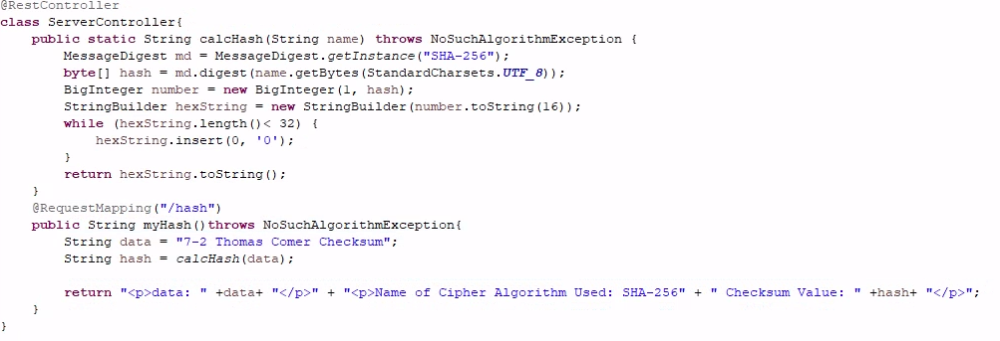 @RestController
class ServerController{
    public static String calcHash(String name) throws NoSuchAlgorithmException {
        MessageDigest md = MessageDigest.getInstance("SHA-256");
        byte[] hash = md.digest(name.getBytes(StandardCharsets.UTF_8));
        BigInteger number = new BigInteger(1, hash);
        StringBuilder hexString = new StringBuilder(number.toString(16));
        while (hexString.length()< 32) {
            hexString.insert(0, '0');
        }
        return hexString.toString();
    }
    @RequestMapping("/hash")
    public String myHash()throws NoSuchAlgorithmException{
        String data = "7-2 Thomas Comer Checksum";
        String hash = calcHash(data);

        return "<p>data: " +data+ "</p>" + "<p>Name of Cipher Algorithm Used: SHA-256" + " Checksum Value: " +hash+ "</p>";
    }
}